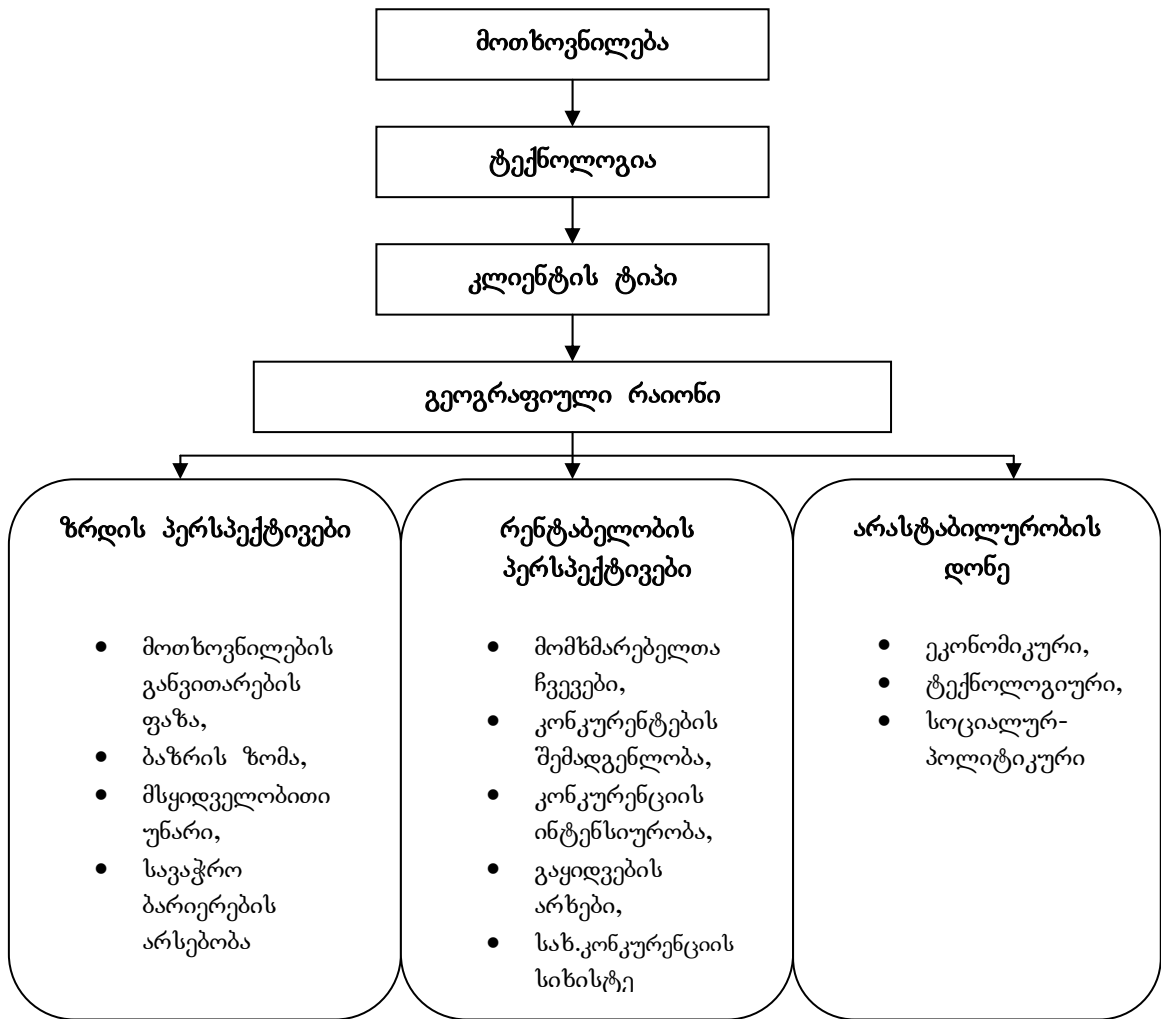 მოთხოვნილება
ტექნოლოგია
კლიენტის ტიპი
გეოგრაფიული რაიონი
ზრდის პერსპექტივები
• მოთხოვნილების
განვითარების
ფაზა,
• ბაზრის ზომა,
• მსყიდველობითი
უნარი,
• სავაჭრო
ბარიერების
არსებობა
რენტაბელობის
პერსპექტივები
• მომხმარებელთა
ჩვევები,
• კონკურენტების
შემადგენლობა,
• კონკურენციის
ინტენსიურობა,
• გაყიდვების
არხები,
• სახ.კონკურენციის
სიხისტე
არასტაბილურობის
დონე
• ეკონომიკური,
• ტექნოლოგიური,
• სოციალურ-
პოლიტიკური